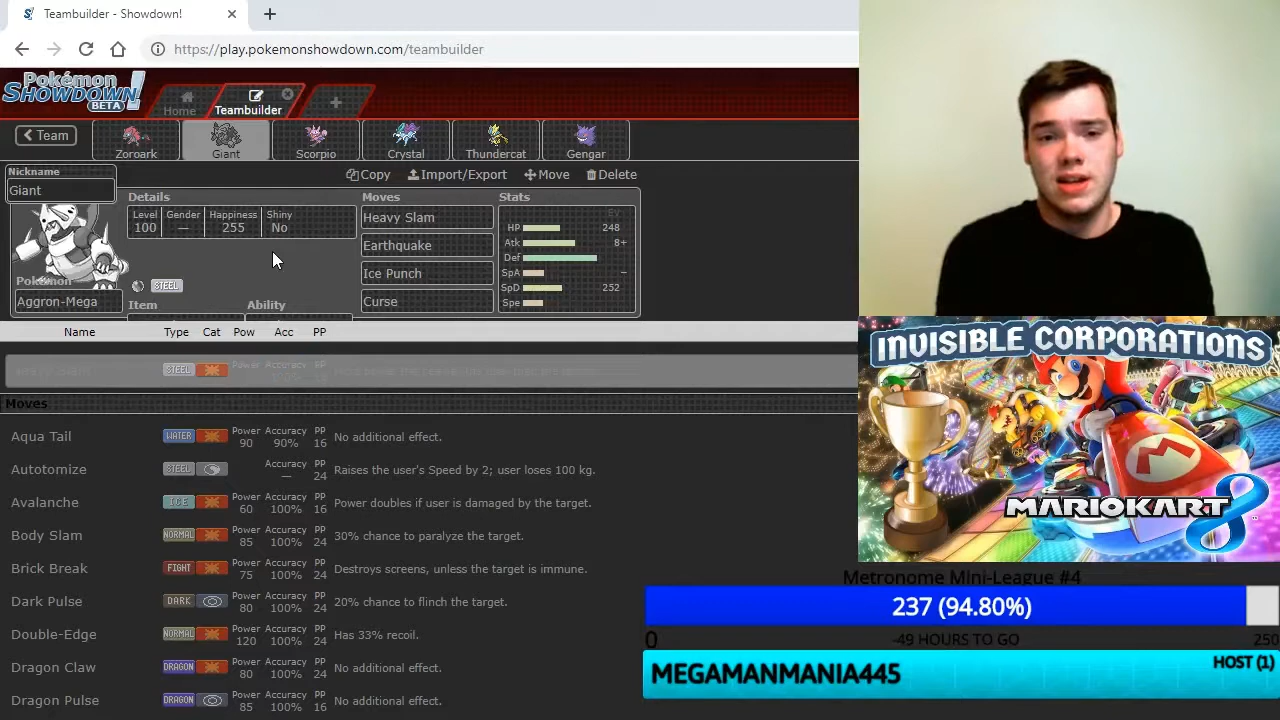 Teambuilder - Showdown!
https://play.pokemonshowdown.com/teambuilder
Pokémon
Showdown!
BETA
Home
Teambuilder
Team
Zoroark
Giant
Scorpio
Crystal
Thundercat
Gengar
Copy
Import/Export
Move
Delete
Nickname
Giant
Details
Level Gender Happiness Shiny
100 — 255 No
Pokémon
Aggron-Mega
STEEL
Item
Ability
Moves
Heavy Slam
Earthquake
Ice Punch
Curse
Stats
EV
HP 248
Atk 8+
Def
SpA –
SpD 252
Spe
Name Type Cat Pow Acc PP
Heavy Slam STEEL Power Accuracy PP
Moves
Aqua Tail WATER Power 90 Accuracy 90% PP 16 No additional effect.
Autotomize STEEL Accuracy — PP 24 Raises the user's Speed by 2; user loses 100 kg.
Avalanche ICE Power 60 Accuracy 100% PP 16 Power doubles if user is damaged by the target.
Body Slam NORMAL Power 85 Accuracy 100% PP 24 30% chance to paralyze the target.
Brick Break FIGHT Power 75 Accuracy 100% PP 24 Destroys screens, unless the target is immune.
Dark Pulse DARK Power 80 Accuracy 100% PP 24 20% chance to flinch the target.
Double-Edge NORMAL Power 120 Accuracy 100% PP 24 Has 33% recoil.
Dragon Claw DRAGON Power 80 Accuracy 100% PP 24 No additional effect.
Dragon Pulse DRAGON Power 85 Accuracy 100% PP 16 No additional effect.
INVISIBLE CORPORATIONS
M
MARIOKART 8
Metronome Mini-League #4
237 (94.80%)
0 -49 HOURS TO GO 250
MEGAMANMANIA445 HOST (1)